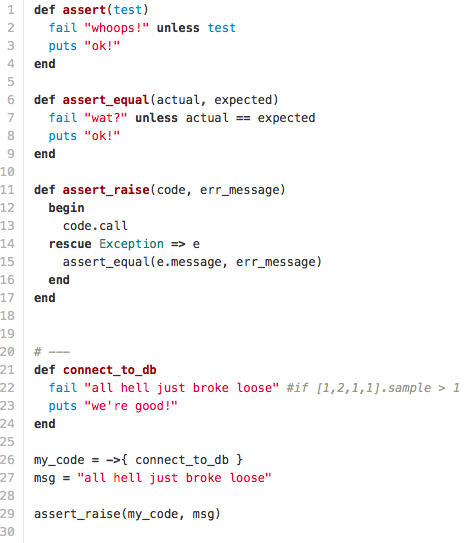 1 def assert(test)
2   fail "whoops!" unless test
3   puts "ok!"
4 end
5
6 def assert_equal(actual, expected)
7   fail "wat?" unless actual == expected
8   puts "ok!"
9 end
10
11 def assert_raise(code, err_message)
12   begin
13     code.call
14   rescue Exception => e
15     assert_equal(e.message, err_message)
16   end
17 end
18
19
20 # ---
21 def connect_to_db
22   fail "all hell just broke loose" #if [1,2,1,1].sample > 1
23   puts "we're good!"
24 end
25
26 my_code = ->{ connect_to_db }
27 msg = "all hell just broke loose"
28
29 assert_raise(my_code, msg)
30